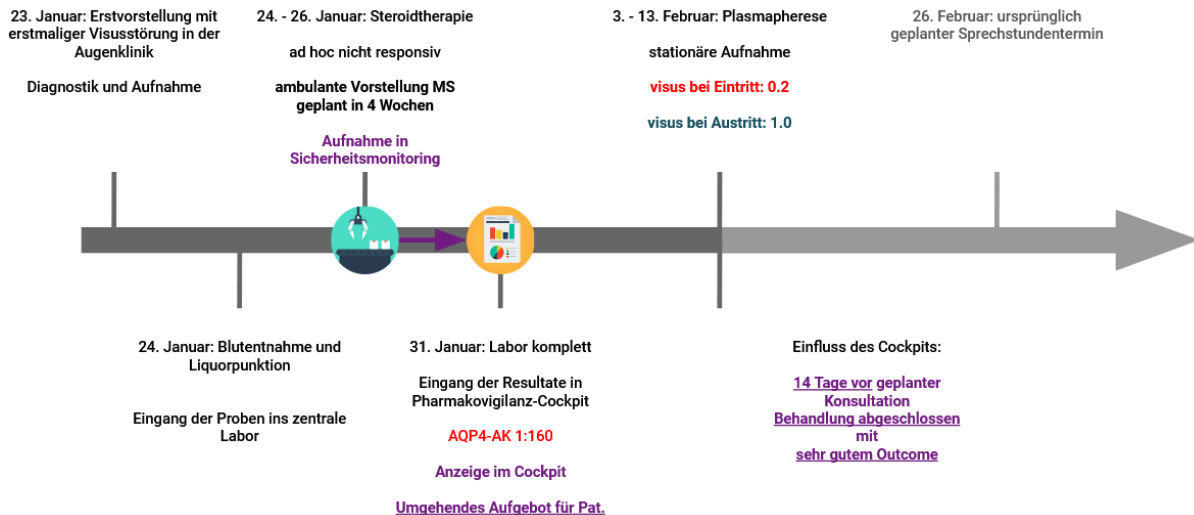 23. Januar: Erstvorstellung mit
erstmaliger Visusstörung in der
Augenklinik
Diagnostik und Aufnahme
24. - 26. Januar: Steroidtherapie
ad hoc nicht responsiv
ambulante Vorstellung MS
geplant in 4 Wochen
Aufnahme in
Sicherheitsmonitoring
3. - 13. Februar: Plasmapherese
stationäre Aufnahme
visus bei Eintritt: 0.2
visus bei Austritt: 1.0
26. Februar: ursprünglich
geplanter Sprechstundentermin
24. Januar: Blutentnahme und
Liquorpunktion
Eingang der Proben ins zentrale
Labor
31. Januar: Labor komplett
Eingang der Resultate in
Pharmakovigilanz-Cockpit
AQP4-AK 1:160
Anzeige im Cockpit
Umgehendes Aufgebot für Pat.
Einfluss des Cockpits:
14 Tage vor geplanter
Konsultation
Behandlung abgeschlossen
mit
sehr gutem Outcome